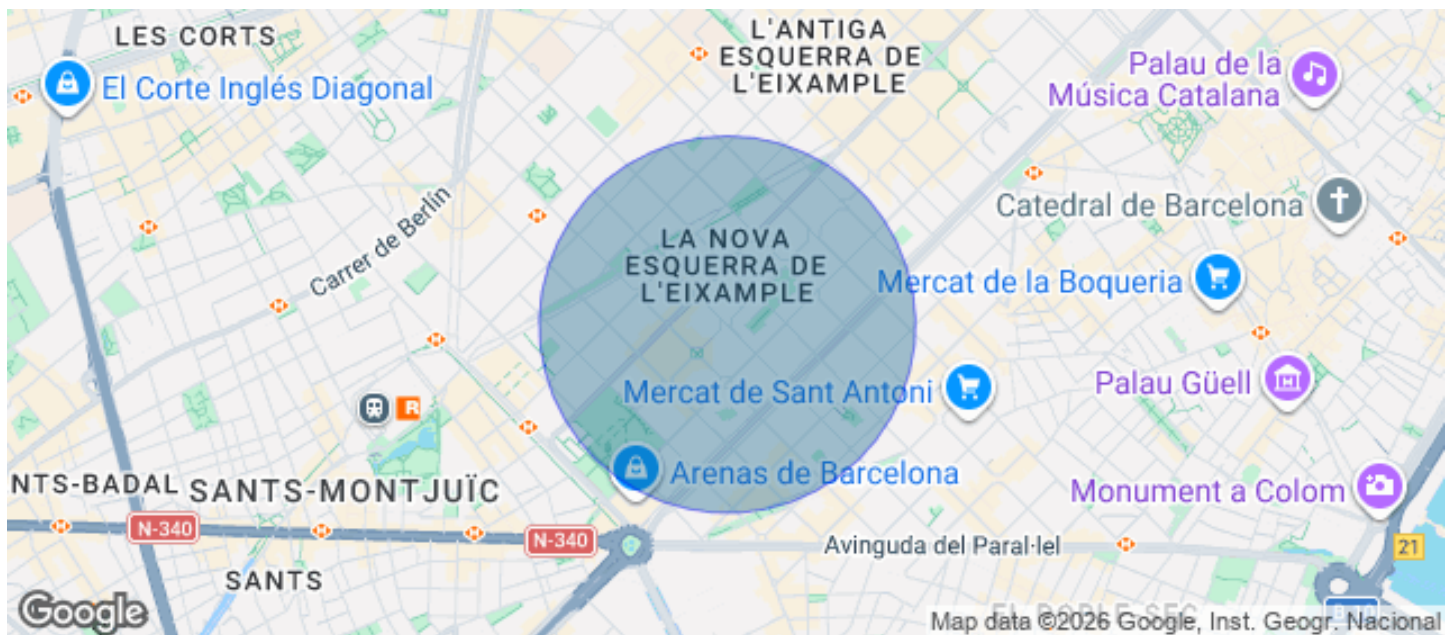 LES CORTS
El Corte Inglés Diagonal
L'ANTIGA
ESQUERRA DE
L'EIXAMPLE
Palau de la
Música Catalana
Carrer de Berlín
Catedral de Barcelona
LA NOVA
ESQUERRA DE
L'EIXAMPLE
Mercat de la Boqueria
Mercat de Sant Antoni
Palau Güell
R
Arenas de Barcelona
NTS-BADAL
SANTS-MONTJUÏC
Monument a Colom
N-340
N-340
Avinguda del Paral·lel
21
SANTS
Google
Map data ©2026 Google, Inst. Geogr. Nacional